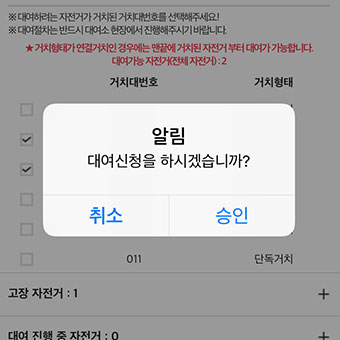 ※ 대여하려는 자전거가 거치된 거치대번호를 선택해주세요!
※ 대여절차는 반드시 대여소 현장에서 진행해주시기 바랍니다.
★ 거치형태가 연결거치인 경우에는 맨끝에 거치된 자전거 부터 대여가 가능합니다.
대여가능 자전거(전체 자전거) : 2
거치대번호 거치형태
알림
대여신청을 하시겠습니까?
취소 승인
011 단독거치
고장 자전거 : 1 +
대여 진행 중 자전거 : 0 +